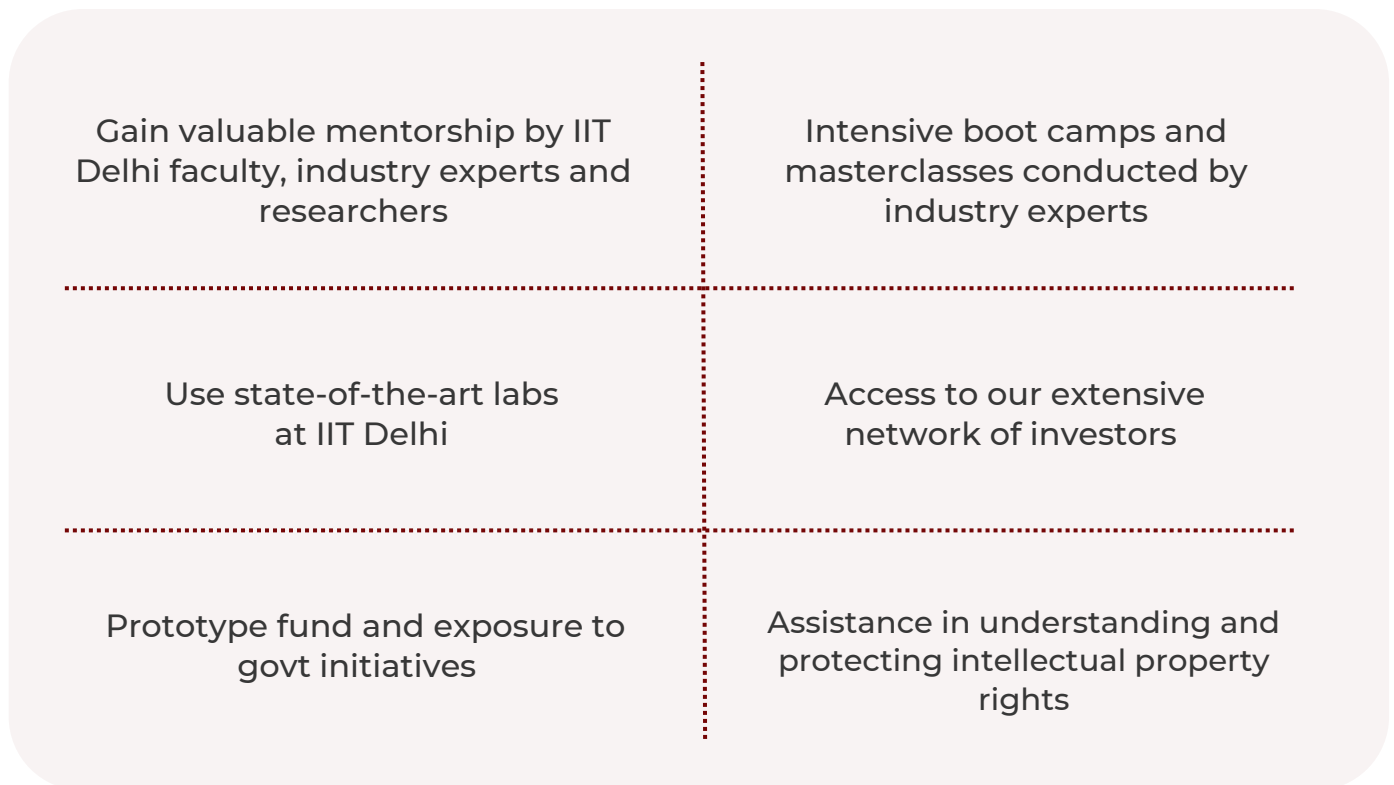 Gain valuable mentorship by IIT
Delhi faculty, industry experts and
researchers
Intensive boot camps and
masterclasses conducted by
industry experts
Use state-of-the-art labs
at IIT Delhi
Access to our extensive
network of investors
Prototype fund and exposure to
govt initiatives
Assistance in understanding and
protecting intellectual property
rights